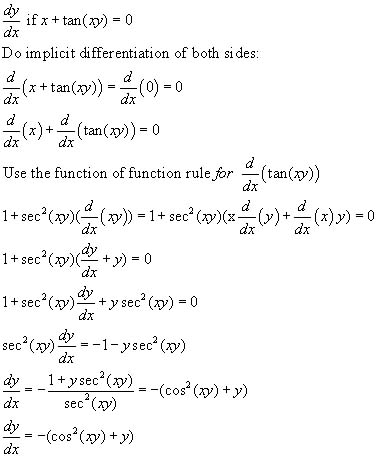 dy/dx if x + tan(xy) = 0
Do implicit differentiation of both sides:
d/dx(x + tan(xy)) = d/dx(0) = 0
d/dx(x) + d/dx(tan(xy)) = 0
Use the function of function rule for d/dx(tan(xy))
1 + sec²(xy)(d/dx(xy)) = 1 + sec²(xy)(x d/dx(y) + d/dx(x) y) = 0
1 + sec²(xy)(dy/dx + y) = 0
1 + sec²(xy) dy/dx + y sec²(xy) = 0
sec²(xy) dy/dx = −1 − y sec²(xy)
dy/dx = −(1 + y sec²(xy))/(sec²(xy)) = −(cos²(xy) + y)
dy/dx = −(cos²(xy) + y)